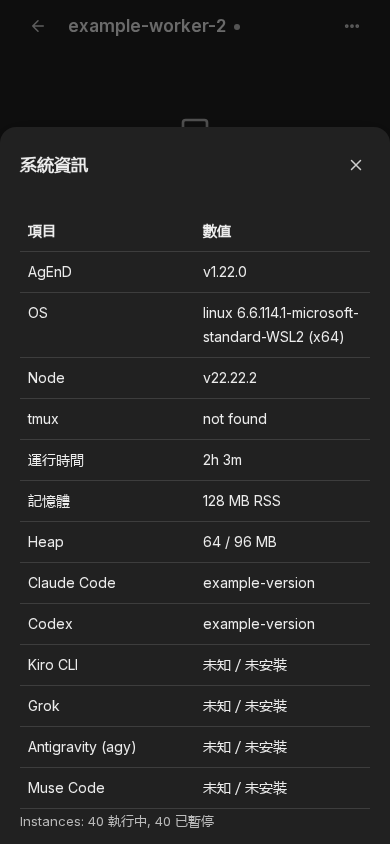 example-worker-2
系統資訊
項目 數值
AgEnD v1.22.0
OS linux 6.6.114.1-microsoft-
standard-WSL2 (x64)
Node v22.22.2
tmux not found
運行時間 2h 3m
記憶體 128 MB RSS
Heap 64 / 96 MB
Claude Code example-version
Codex example-version
Kiro CLI 未知 / 未安裝
Grok 未知 / 未安裝
Antigravity (agy) 未知 / 未安裝
Muse Code 未知 / 未安裝
Instances: 40 執行中, 40 已暫停